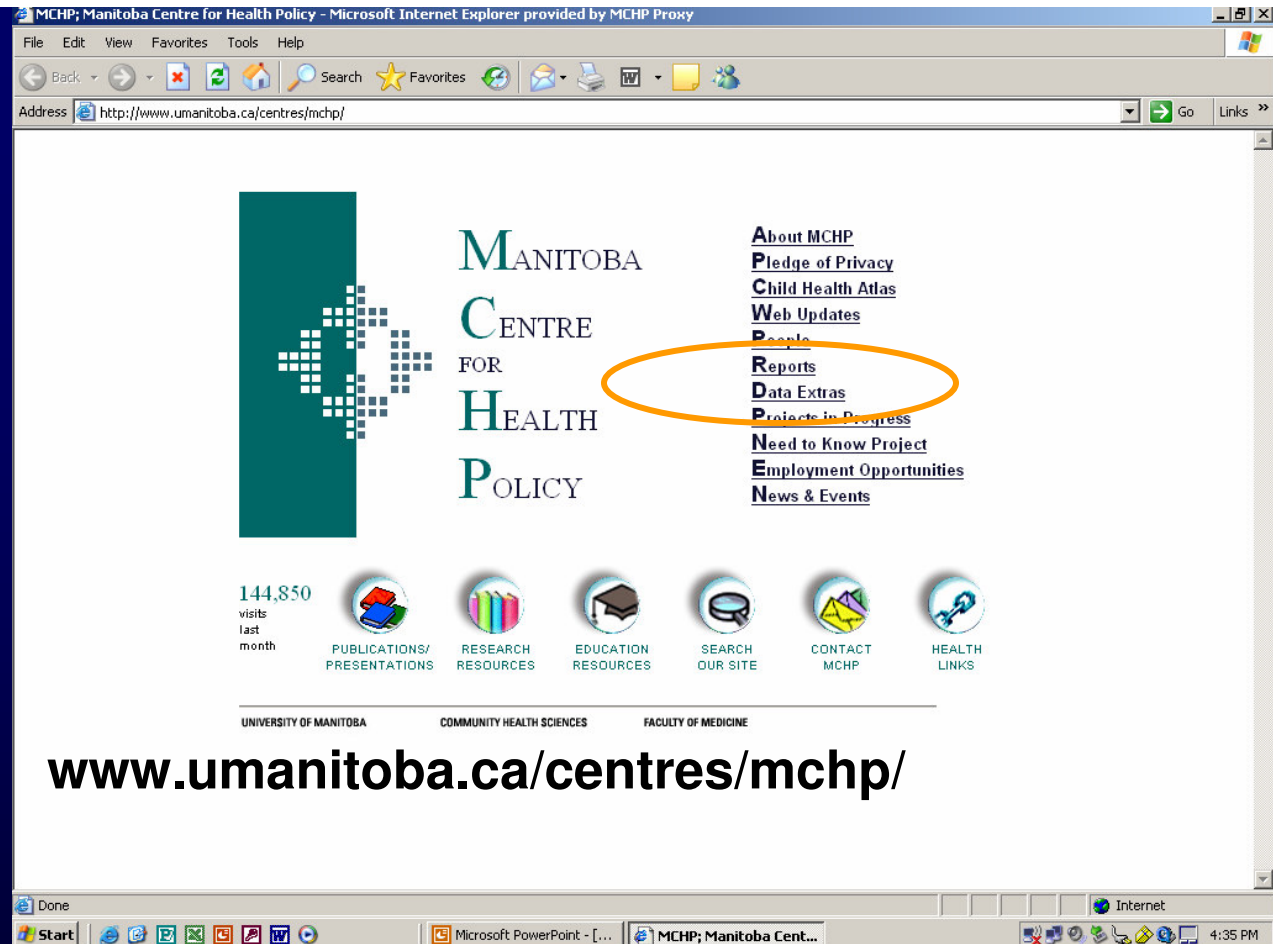 MCHP; Manitoba Centre for Health Policy - Microsoft Internet Explorer provided by MCHP Proxy
File Edit View Favorites Tools Help
Back Search Favorites
Address http://www.umanitoba.ca/centres/mchp/ Go Links »
MANITOBA
CENTRE
FOR
HEALTH
POLICY
About MCHP
Pledge of Privacy
Child Health Atlas
Web Updates
People
Reports
Data Extras
Projects in Progress
Need to Know Project
Employment Opportunities
News & Events
144,850
visits
last
month
PUBLICATIONS/
PRESENTATIONS
RESEARCH
RESOURCES
EDUCATION
RESOURCES
SEARCH
OUR SITE
CONTACT
MCHP
HEALTH
LINKS
UNIVERSITY OF MANITOBA COMMUNITY HEALTH SCIENCES FACULTY OF MEDICINE
www.umanitoba.ca/centres/mchp/
Done Internet
Start Microsoft PowerPoint - [... MCHP; Manitoba Cent... 4:35 PM